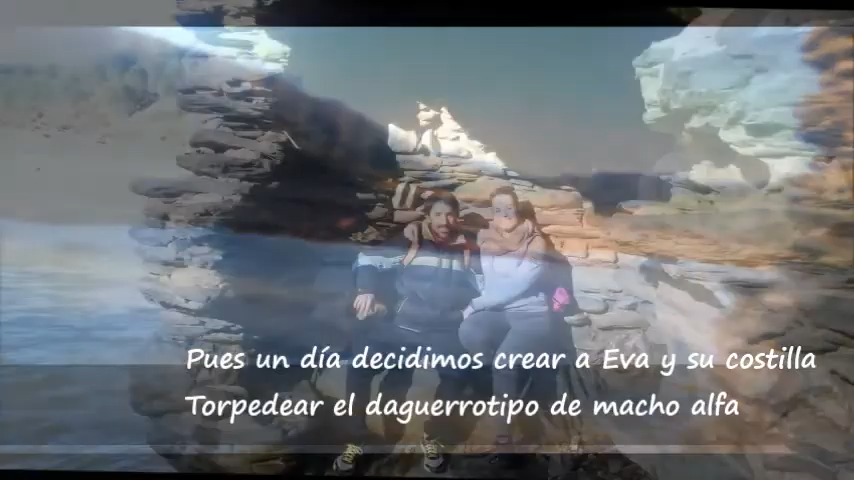 Pues un día decidimos crear a Eva y su costilla
Torpedear el daguerrotipo de macho alfa